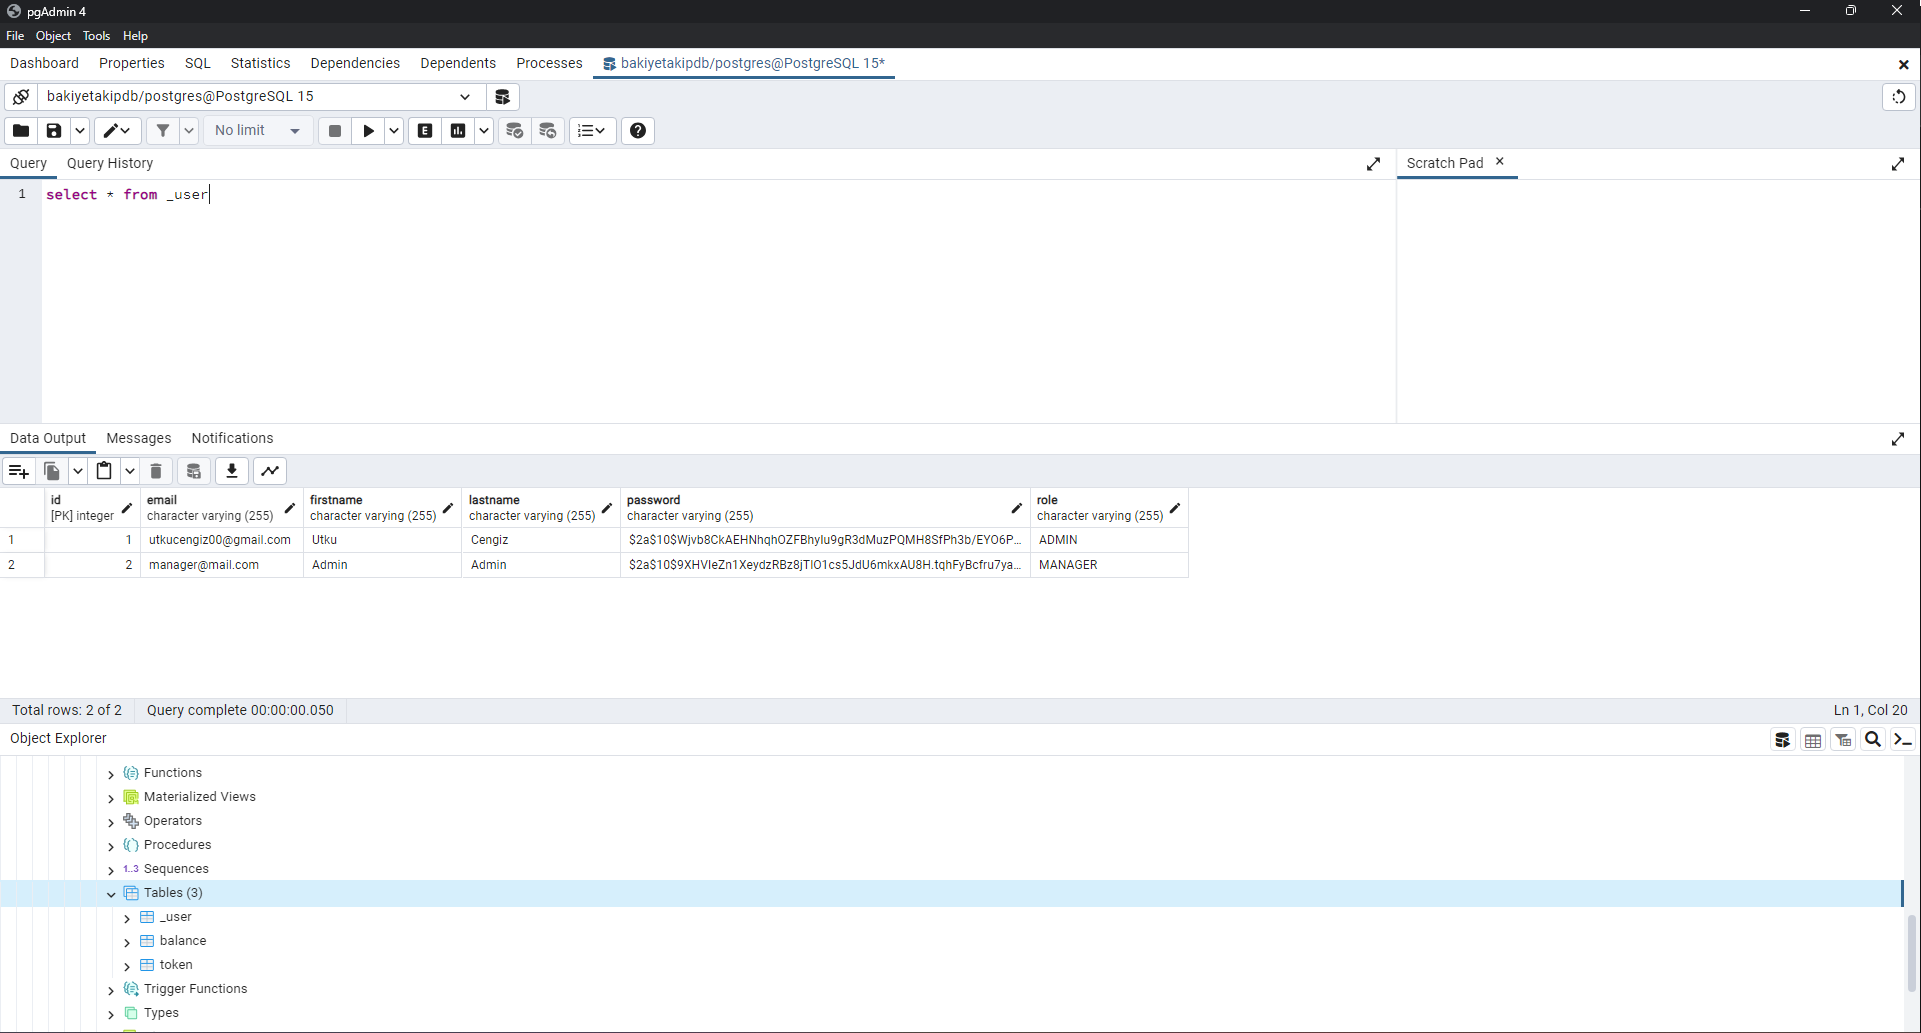 pgAdmin 4
File Object Tools Help
Dashboard Properties SQL Statistics Dependencies Dependents Processes bakiyetakipdb/postgres@PostgreSQL 15*
bakiyetakipdb/postgres@PostgreSQL 15
No limit
Query Query History
Scratch Pad
1 select * from _user
Data Output Messages Notifications
id email firstname lastname password role
[PK] integer character varying (255) character varying (255) character varying (255) character varying (255) character varying (255)
1 1 utkucengiz00@gmail.com Utku Cengiz $2a$10$Wjvb8CkAEHNhqhOZFBhylu9gR3dMuzPQMH8SfPh3b/EYO6P... ADMIN
2 2 manager@mail.com Admin Admin $2a$10$9XHVleZn1XeydzRBz8jTlO1cs5JdU6mkxAU8H.tqhFyBcfru7ya... MANAGER
Total rows: 2 of 2 Query complete 00:00:00.050 Ln 1, Col 20
Object Explorer
Functions
Materialized Views
Operators
Procedures
1..3 Sequences
Tables (3)
_user
balance
token
Trigger Functions
Types